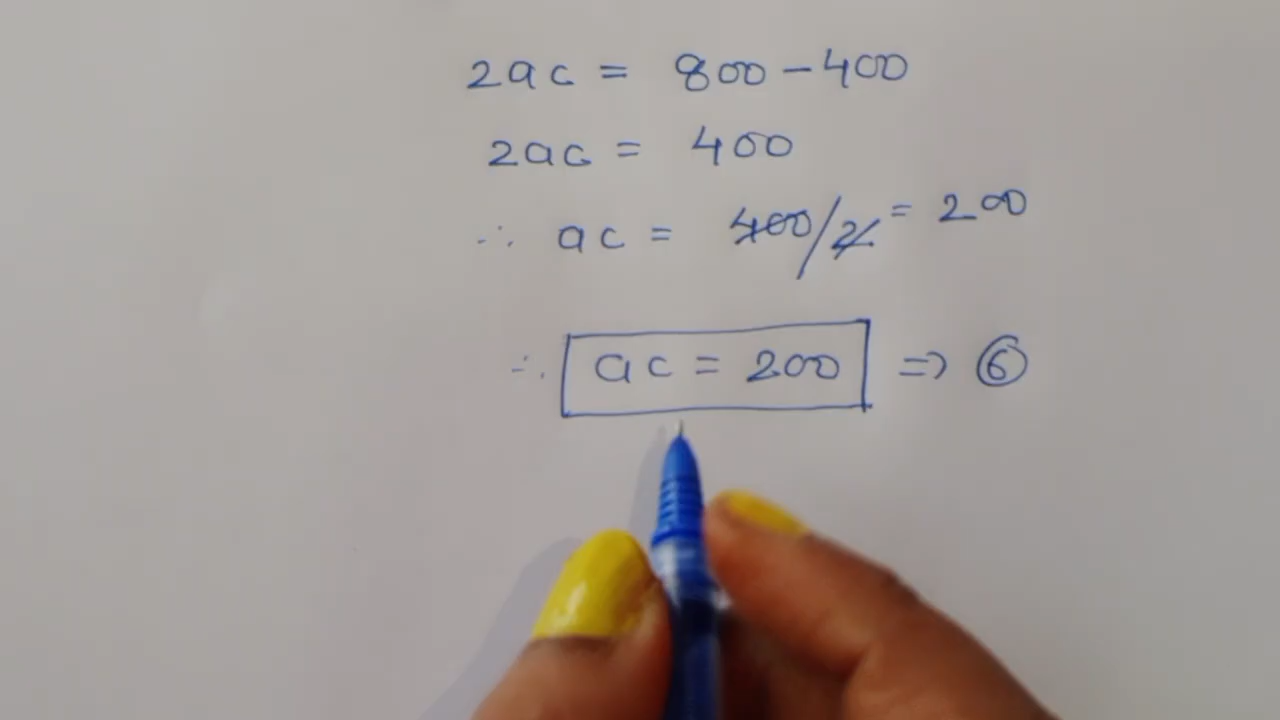 2ac = 800 - 400
2ac = 400
∴ ac = 400/2 = 200
∴ ac = 200 ⇒ ⑥